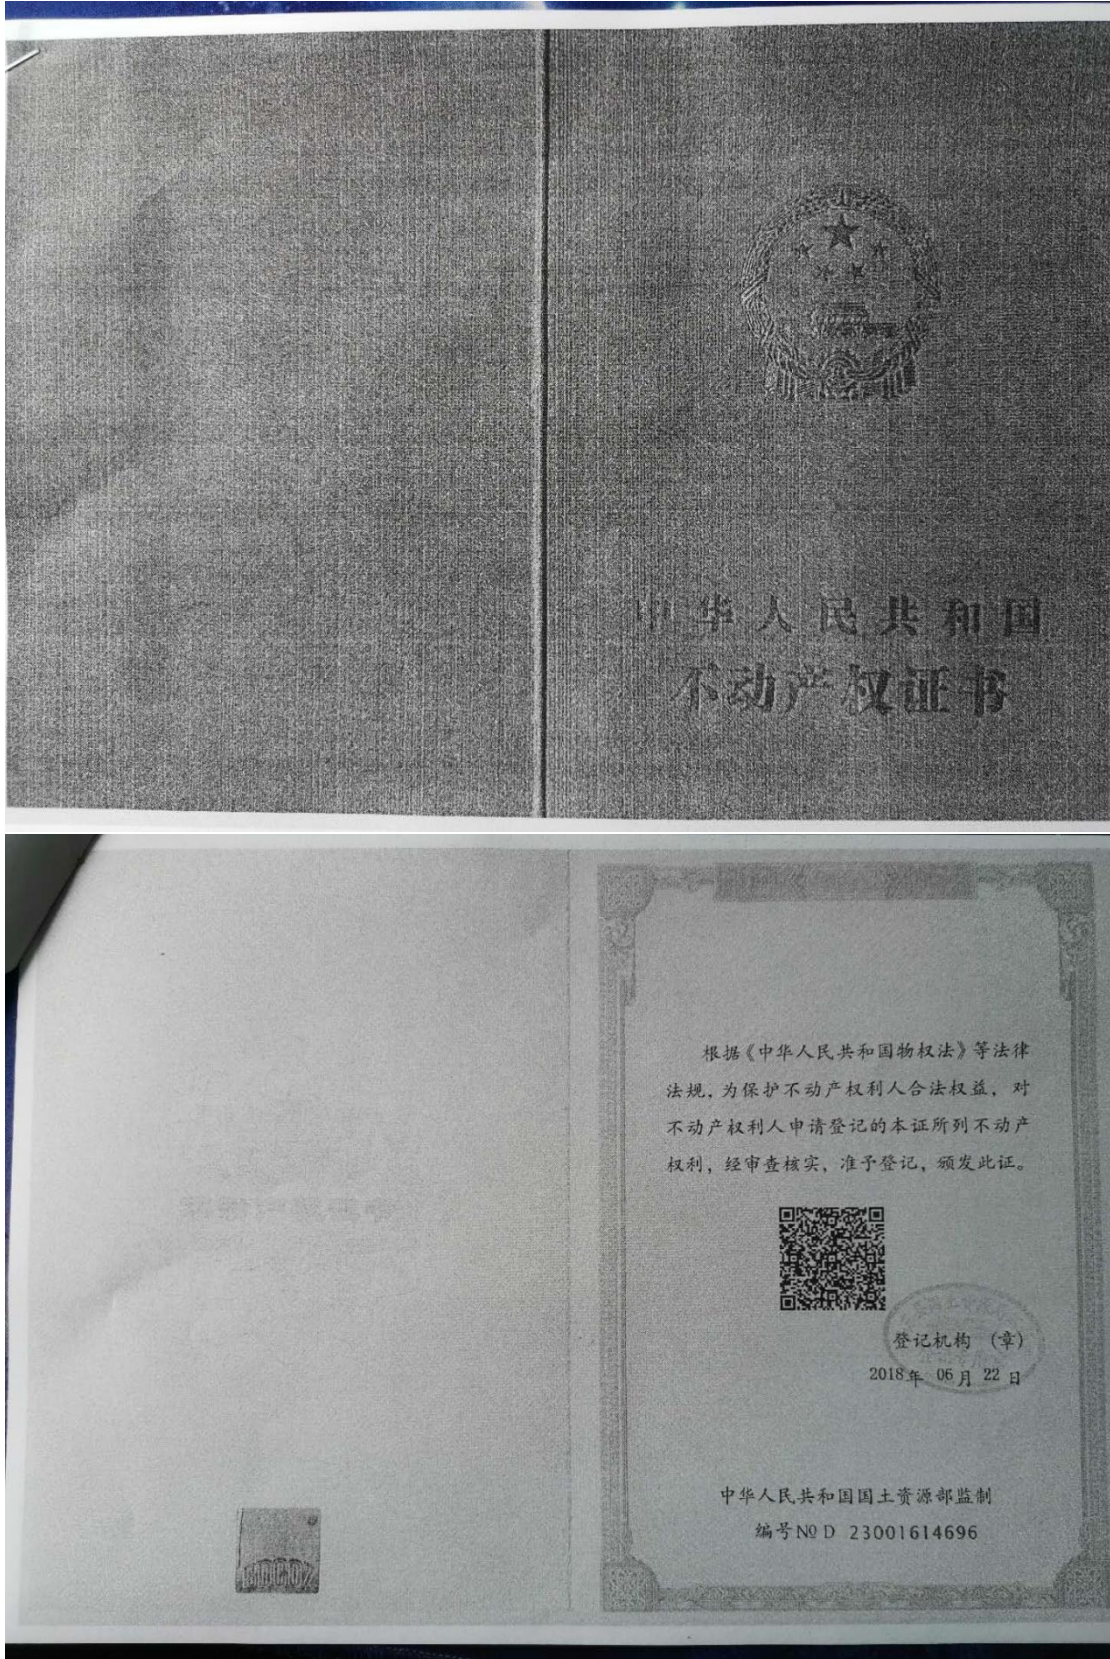 中华人民共和国
不动产权证书
根据《中华人民共和国物权法》等法律
法规，为保护不动产权利人合法权益，对
不动产权利人申请登记的本证所列不动产
权利，经审查核实，准予登记，颁发此证。
登记机构 （章）
2018年 06月 22日
中华人民共和国国土资源部监制
编号NO D 23001614696